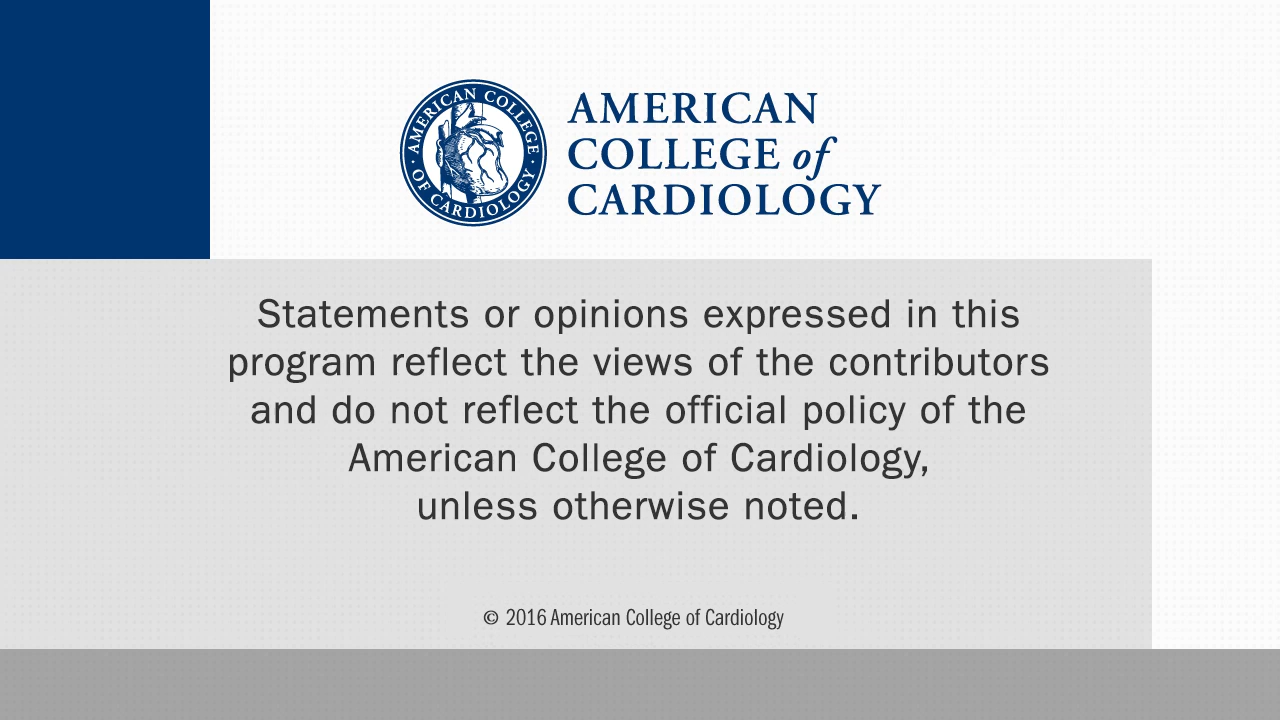 AMERICAN COLLEGE
OF CARDIOLOGY
AMERICAN
COLLEGE of
CARDIOLOGY
Statements or opinions expressed in this
program reflect the views of the contributors
and do not reflect the official policy of the
American College of Cardiology,
unless otherwise noted.
© 2016 American College of Cardiology